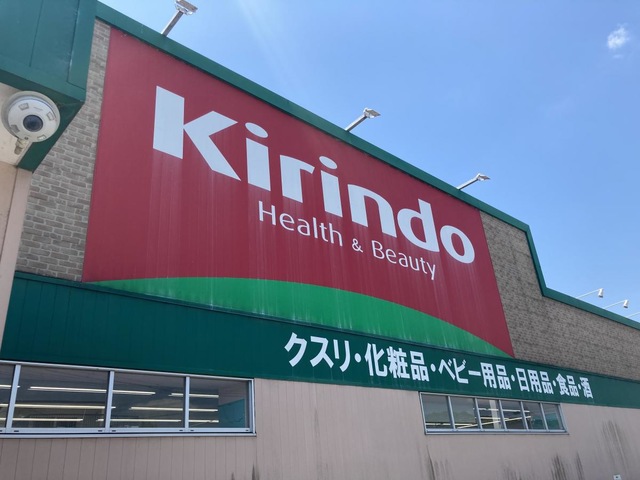 Kirindo
Health & Beauty
クスリ・化粧品・ベビー用品・日用品・食品・酒